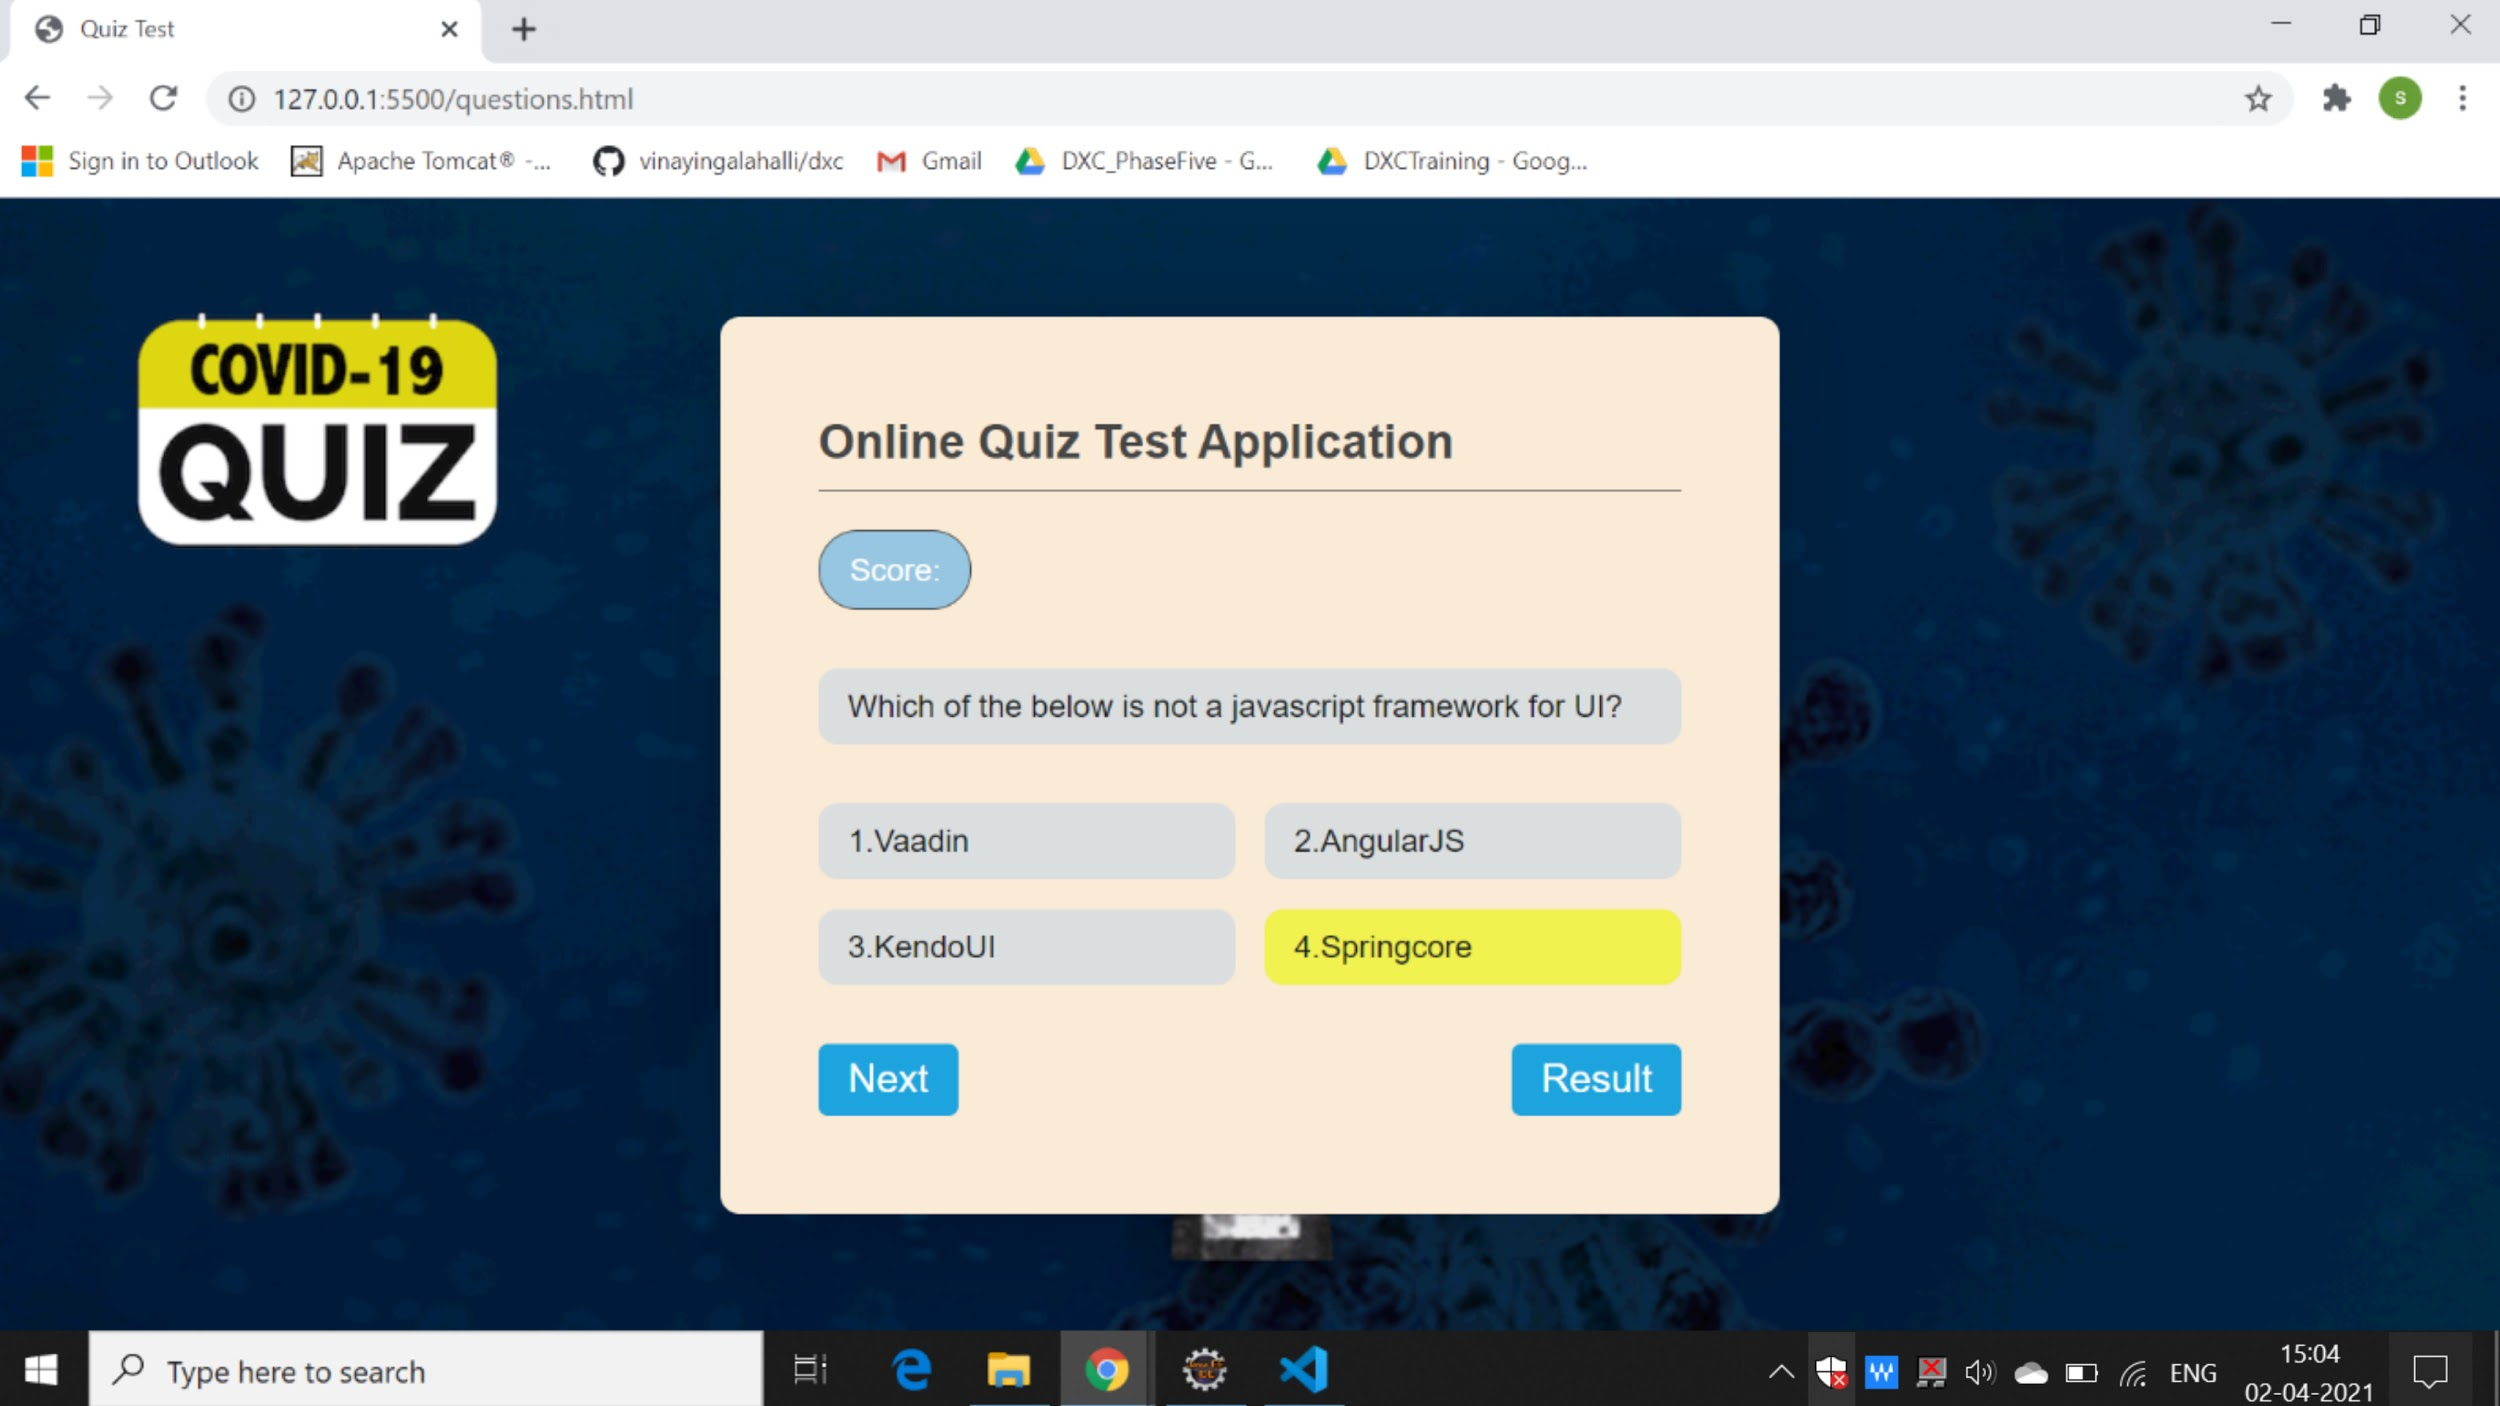 Quiz Test
127.0.0.1:5500/questions.html
S
Sign in to Outlook
Apache Tomcat® -...
vinayingalahalli/dxc
Gmail
DXC_PhaseFive - G...
DXCTraining - Goog...
COVID-19
QUIZ
Online Quiz Test Application
Score:
Which of the below is not a javascript framework for UI?
1.Vaadin
2.AngularJS
3.KendoUI
4.Springcore
Next
Result
Type here to search
ENG
15:04
02-04-2021